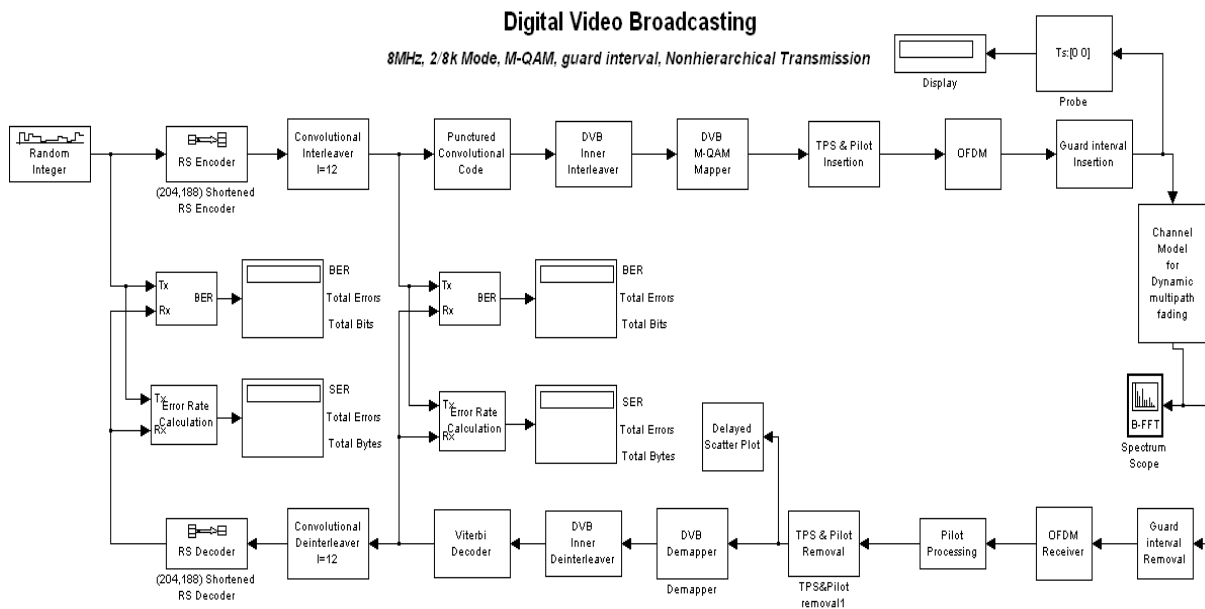 Digital Video Broadcasting
8MHz, 2/8k Mode, M-QAM, guard interval, Nonhierarchical Transmission
Display
Ts:[0 0]
Probe
Random
Integer
RS Encoder
(204,188) Shortened
RS Encoder
Convolutional
Interleaver
I=12
Punctured
Convolutional
Code
DVB
Inner
Interleaver
DVB
M-QAM
Mapper
TPS & Pilot
Insertion
OFDM
Guard interval
Insertion
Channel
Model
for
Dynamic
multipath
fading
Tx
Rx
BER
BER
Total Errors
Total Bits
Tx
Rx
BER
BER
Total Errors
Total Bits
Tx
Rx
Error Rate
Calculation
SER
Total Errors
Total Bytes
Tx
Rx
Error Rate
Calculation
SER
Total Errors
Total Bytes
Delayed
Scatter Plot
B-FFT
Spectrum
Scope
RS Decoder
(204,188) Shortened
RS Decoder
Convolutional
Deinterleaver
I=12
Viterbi
Decoder
DVB
Inner
Deinterleaver
DVB
Demapper
Demapper
TPS & Pilot
Removal
TPS&Pilot
removal1
Pilot
Processing
OFDM
Receiver
Guard
interval
Removal